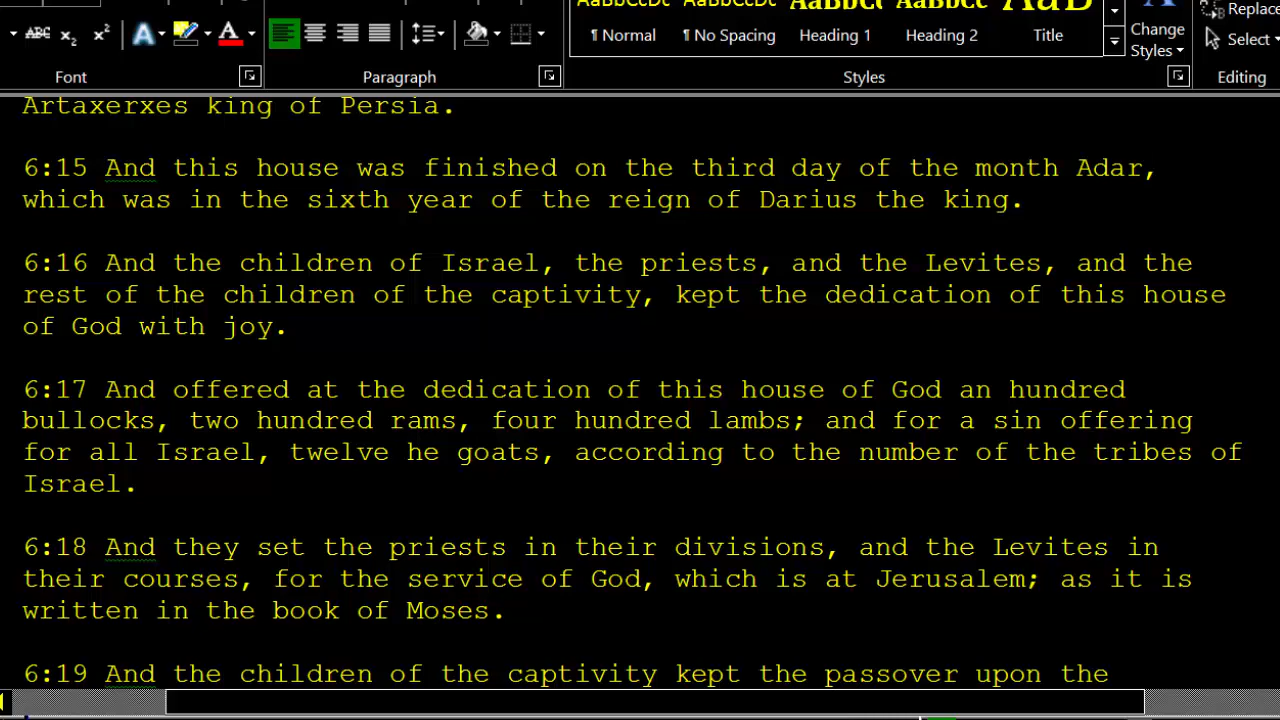 AaBbCcDc AaBbCcDc AaBbCc AaBbCc AaB
Replace
ABC x₂ x² A A
¶ Normal ¶ No Spacing Heading 1 Heading 2 Title
Change Styles
Select
Font Paragraph Styles Editing
Artaxerxes king of Persia.
6:15 And this house was finished on the third day of the month Adar,
which was in the sixth year of the reign of Darius the king.
6:16 And the children of Israel, the priests, and the Levites, and the
rest of the children of the captivity, kept the dedication of this house
of God with joy.
6:17 And offered at the dedication of this house of God an hundred
bullocks, two hundred rams, four hundred lambs; and for a sin offering
for all Israel, twelve he goats, according to the number of the tribes of
Israel.
6:18 And they set the priests in their divisions, and the Levites in
their courses, for the service of God, which is at Jerusalem; as it is
written in the book of Moses.
6:19 And the children of the captivity kept the passover upon the